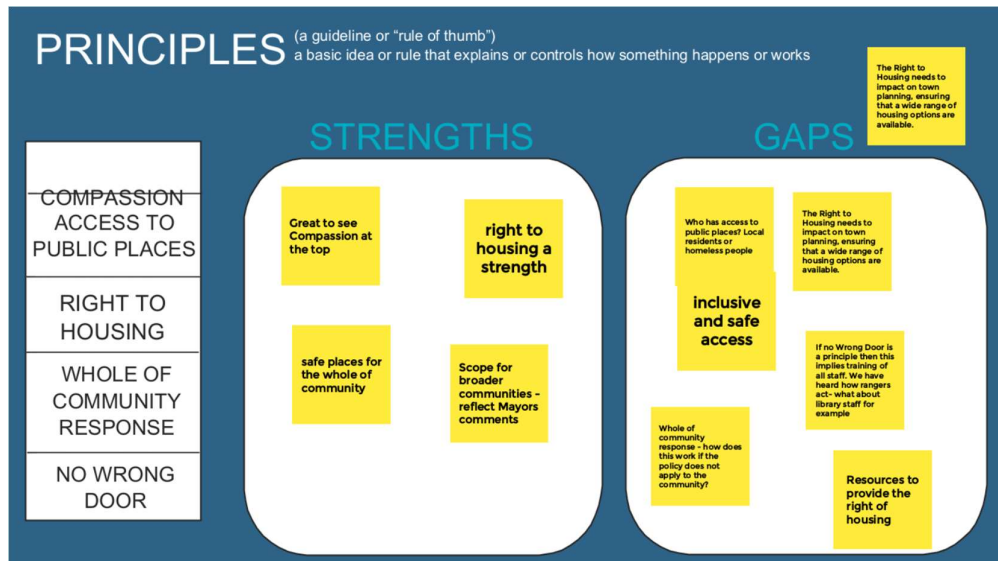 PRINCIPLES
(a guideline or “rule of thumb”)
a basic idea or rule that explains or controls how something happens or works
The Right to
Housing needs to
impact on town
planning, ensuring
that a wide range of
housing options are
available.
STRENGTHS
GAPS
COMPASSION
ACCESS TO
PUBLIC PLACES
RIGHT TO
HOUSING
WHOLE OF
COMMUNITY
RESPONSE
NO WRONG
DOOR
Great to see
Compassion at
the top
right to
housing a
strength
safe places for
the whole of
community
Scope for
broader
communities -
reflect Mayors
comments
Who has access to
public places? Local
residents or
homeless people
The Right to
Housing needs to
impact on town
planning, ensuring
that a wide range of
housing options are
available.
inclusive
and safe
access
If no Wrong Door is
a principle then this
implies training of
all staff. We have
heard how rangers
act- what about
library staff for
example
Whole of
community
response - how does
this work if the
policy does not
apply to the
community?
Resources to
provide the
right of
housing